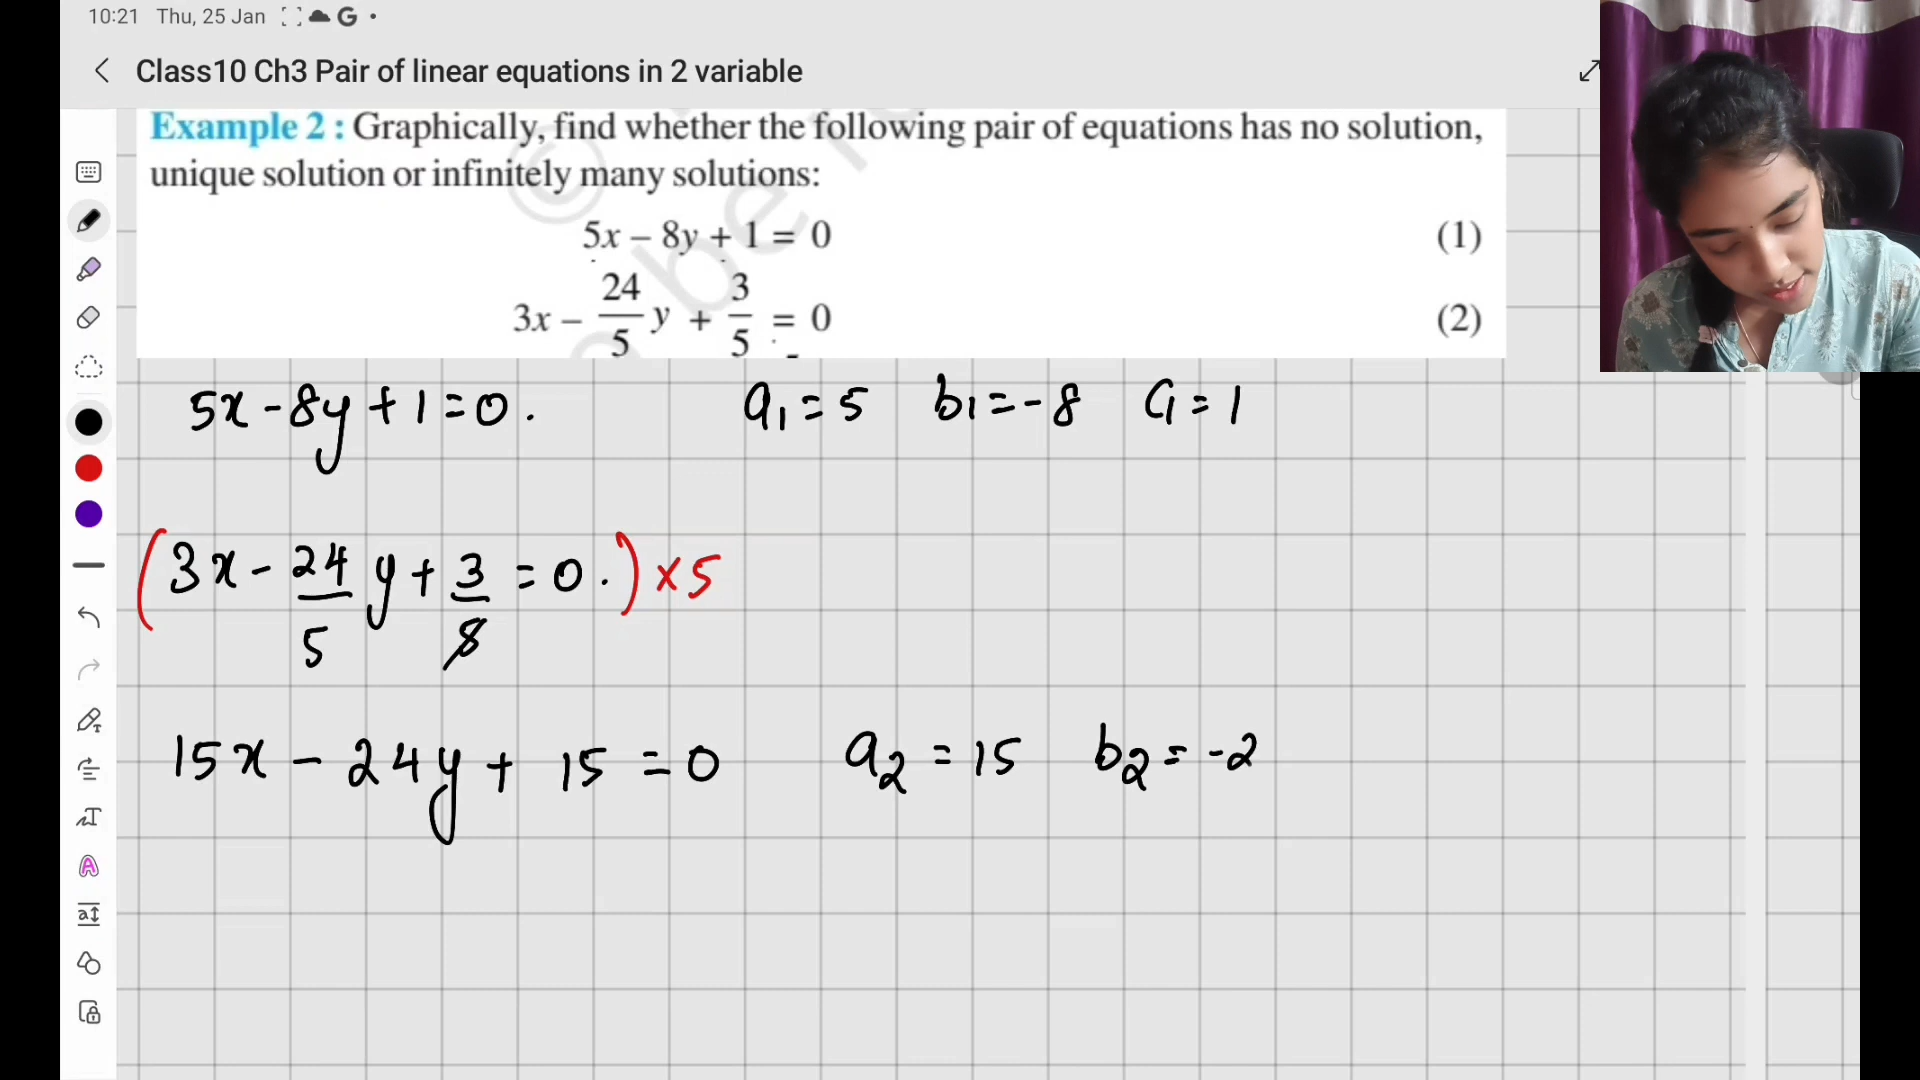 10:21 Thu, 25 Jan G
Class10 Ch3 Pair of linear equations in 2 variable
Example 2 : Graphically, find whether the following pair of equations has no solution,
unique solution or infinitely many solutions:
5x – 8y + 1 = 0 (1)
3x – 24/5 y + 3/5 = 0 (2)
5x - 8y + 1 = 0. a₁ = 5 b₁ = -8 c₁ = 1
(3x - 24/5 y + 3/5 = 0.) × 5
15x - 24y + 15 = 0 a₂ = 15 b₂ = -2